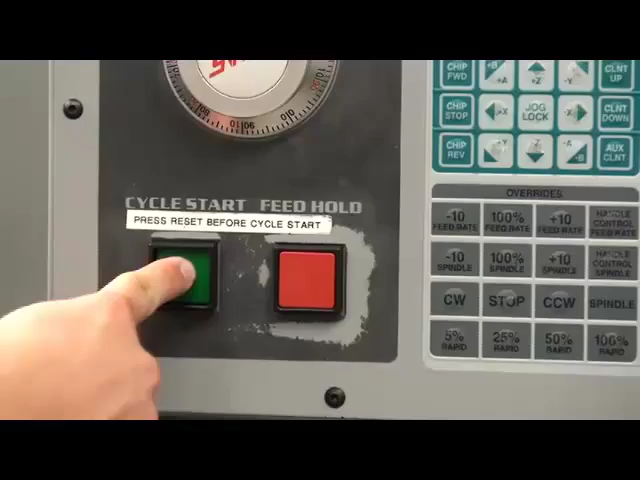 CYCLE START FEED HOLD
PRESS RESET BEFORE CYCLE START
CHIP FWD
+B +A
+Z
-Y
CLNT UP
CHIP STOP
+X
JOG LOCK
-X
CLNT DOWN
CHIP REV
-Z
-A -B
AUX CLNT
OVERRIDES
-10 FEED RATE
100% FEED RATE
+10 FEED RATE
HANDLE CONTROL FEED RATE
-10 SPINDLE
100% SPINDLE
+10 SPINDLE
HANDLE CONTROL SPINDLE
CW
STOP
CCW
SPINDLE
5% RAPID
25% RAPID
50% RAPID
100% RAPID